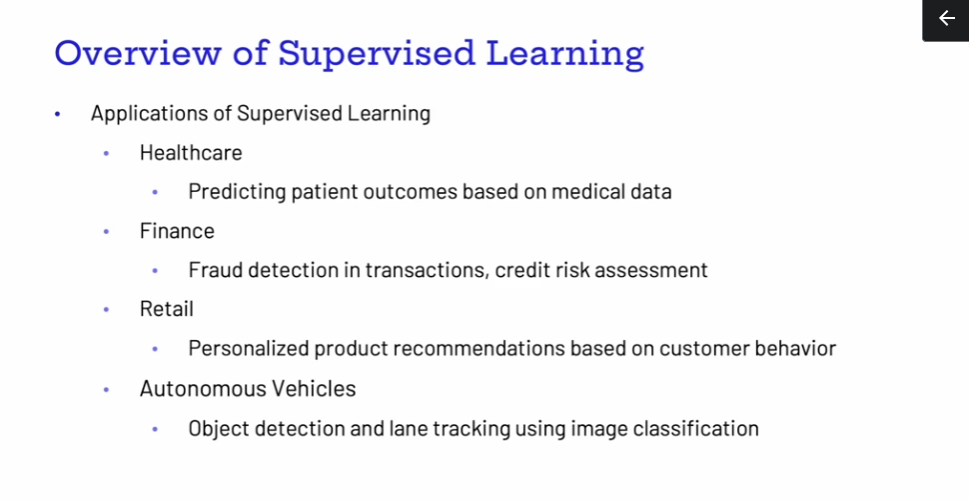 Overview of Supervised Learning
• Applications of Supervised Learning
• Healthcare
• Predicting patient outcomes based on medical data
• Finance
• Fraud detection in transactions, credit risk assessment
• Retail
• Personalized product recommendations based on customer behavior
• Autonomous Vehicles
• Object detection and lane tracking using image classification